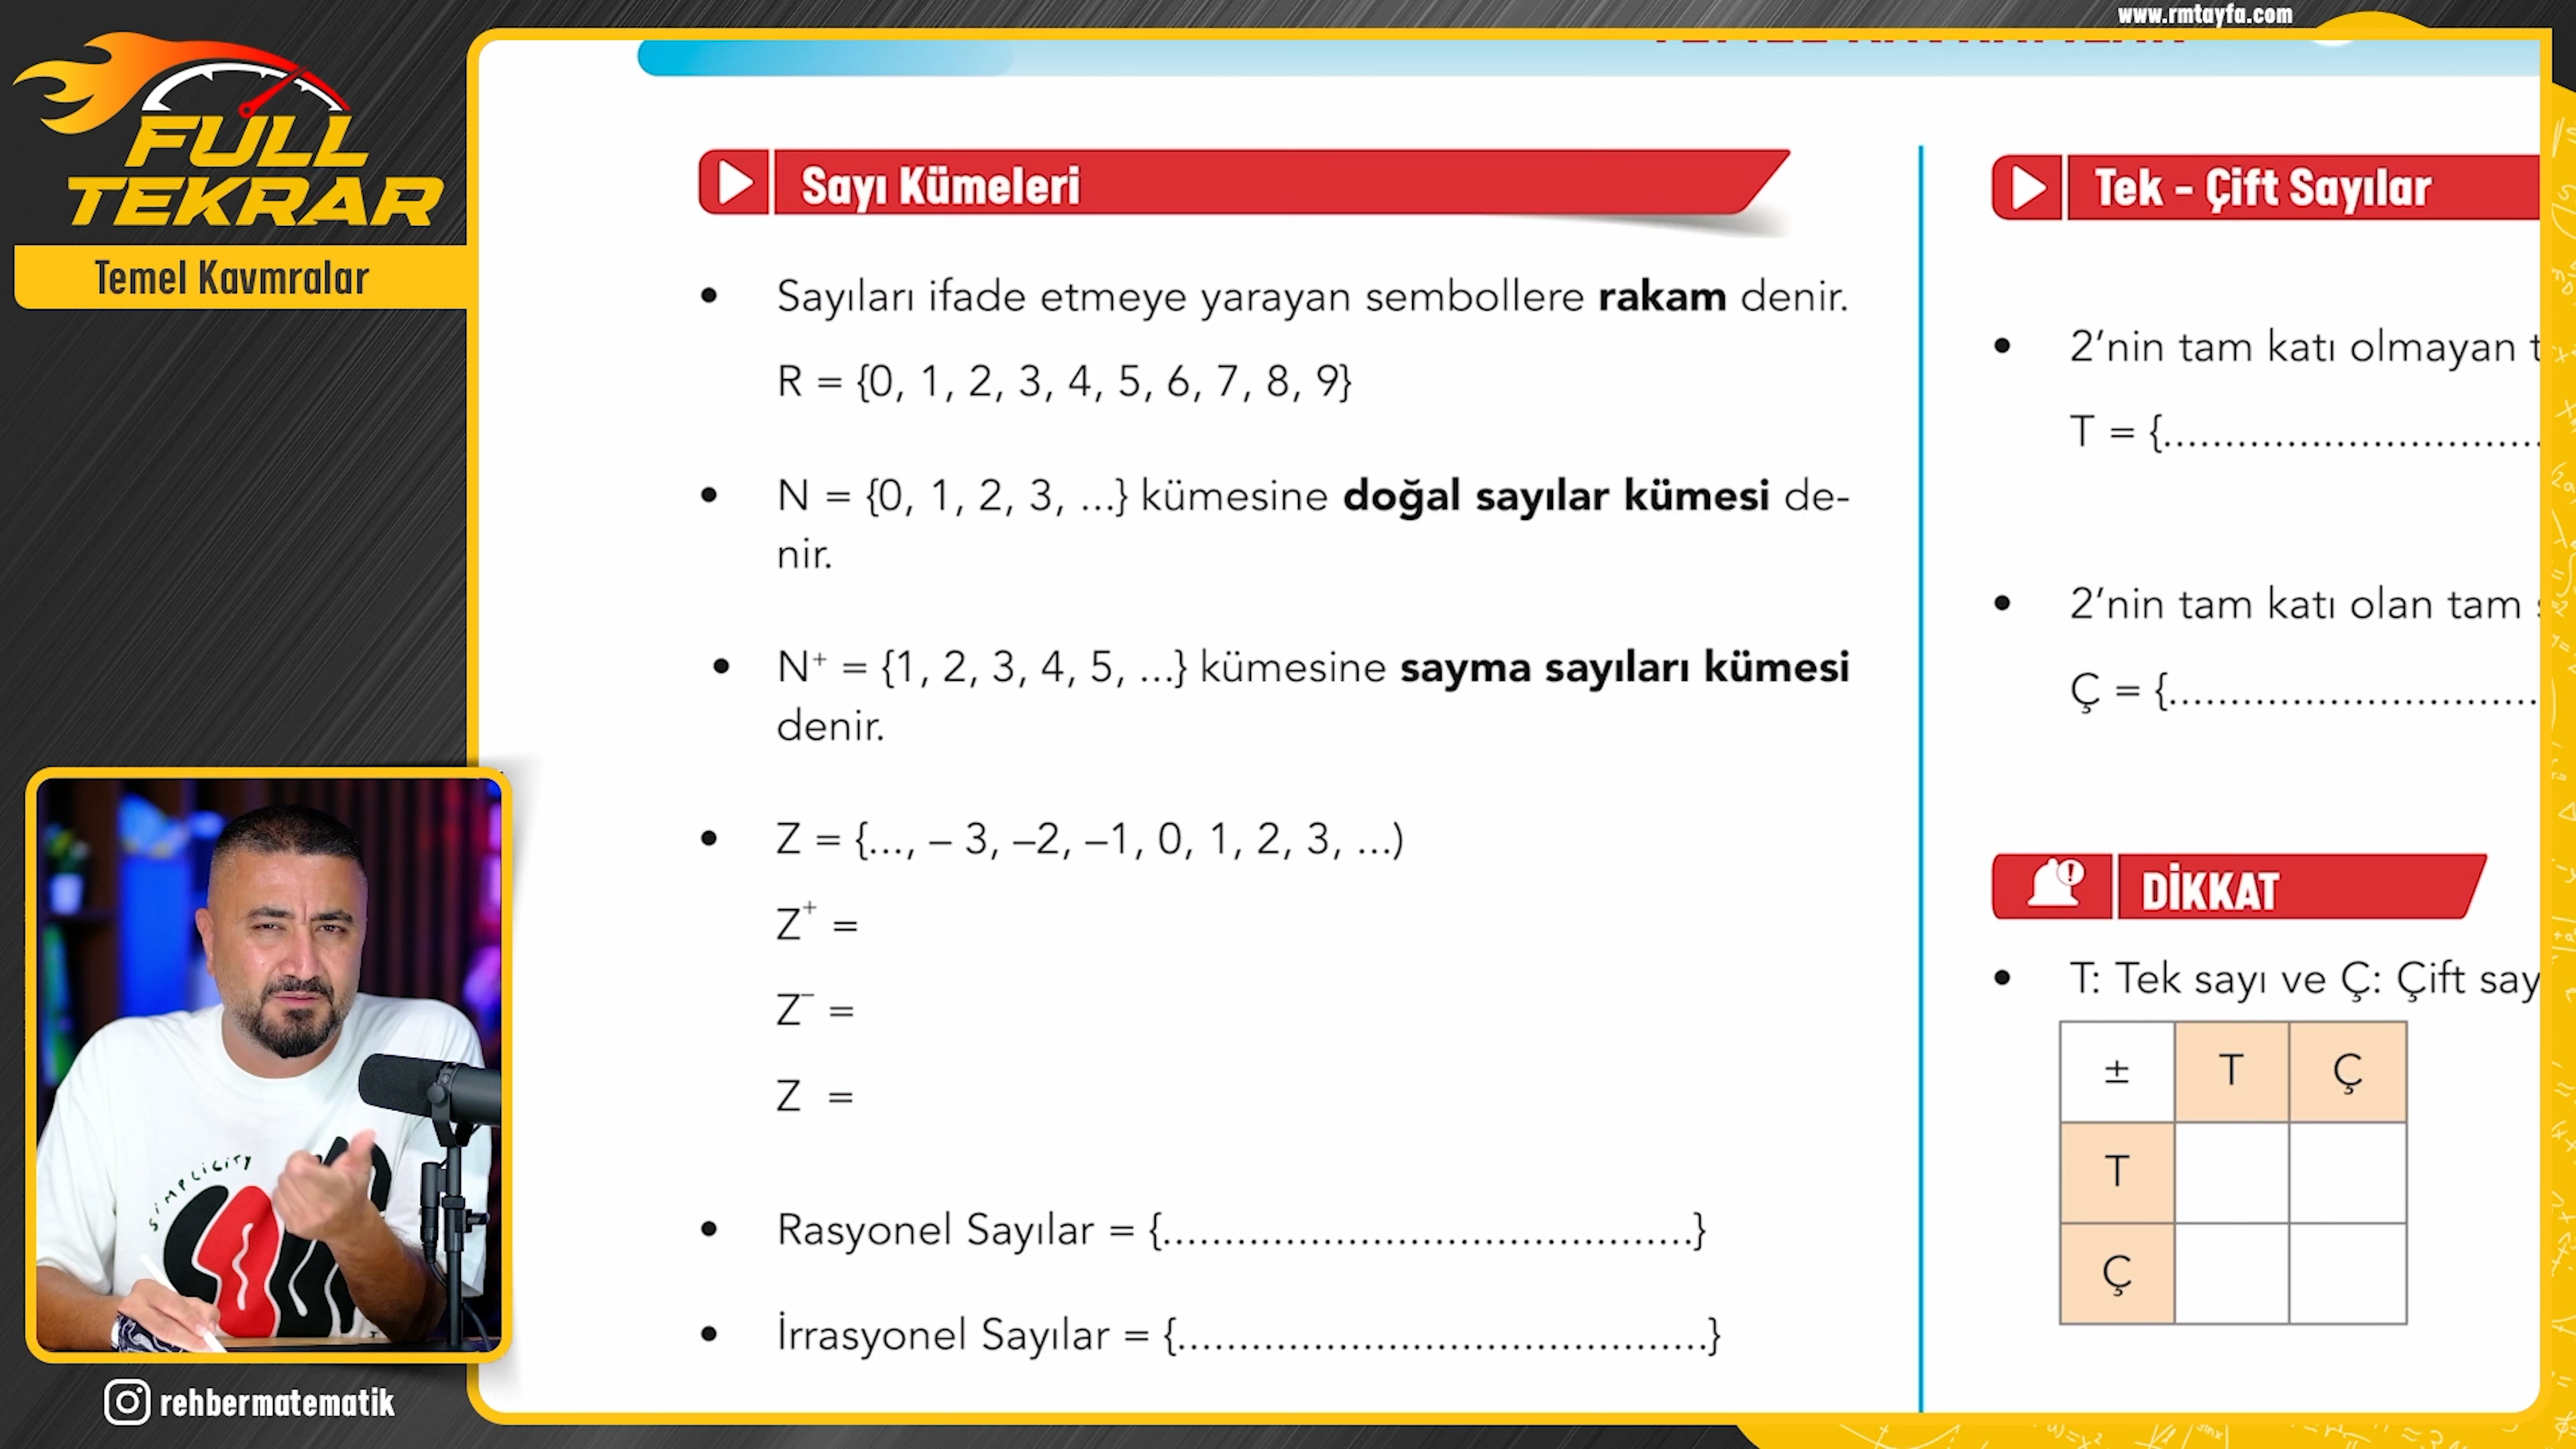 www.rmtayfa.com
FULL
TEKRAR
Temel Kavmralar
Sayı Kümeleri
• Sayıları ifade etmeye yarayan sembollere rakam denir.
R = {0, 1, 2, 3, 4, 5, 6, 7, 8, 9}
• N = {0, 1, 2, 3, ...} kümesine doğal sayılar kümesi de-
nir.
• N⁺ = {1, 2, 3, 4, 5, ...} kümesine sayma sayıları kümesi
denir.
• Z = {..., – 3, –2, –1, 0, 1, 2, 3, ...)
Z⁺ =
Z⁻ =
Z =
• Rasyonel Sayılar = {..........................................}
• İrrasyonel Sayılar = {..........................................}
Tek - Çift Sayılar
• 2’nin tam katı olmayan t
T = {..............................
• 2’nin tam katı olan tam
Ç = {..............................
DİKKAT
• T: Tek sayı ve Ç: Çift say
± T Ç
T
Ç
SiMPLiCiTY
rehbermatematik